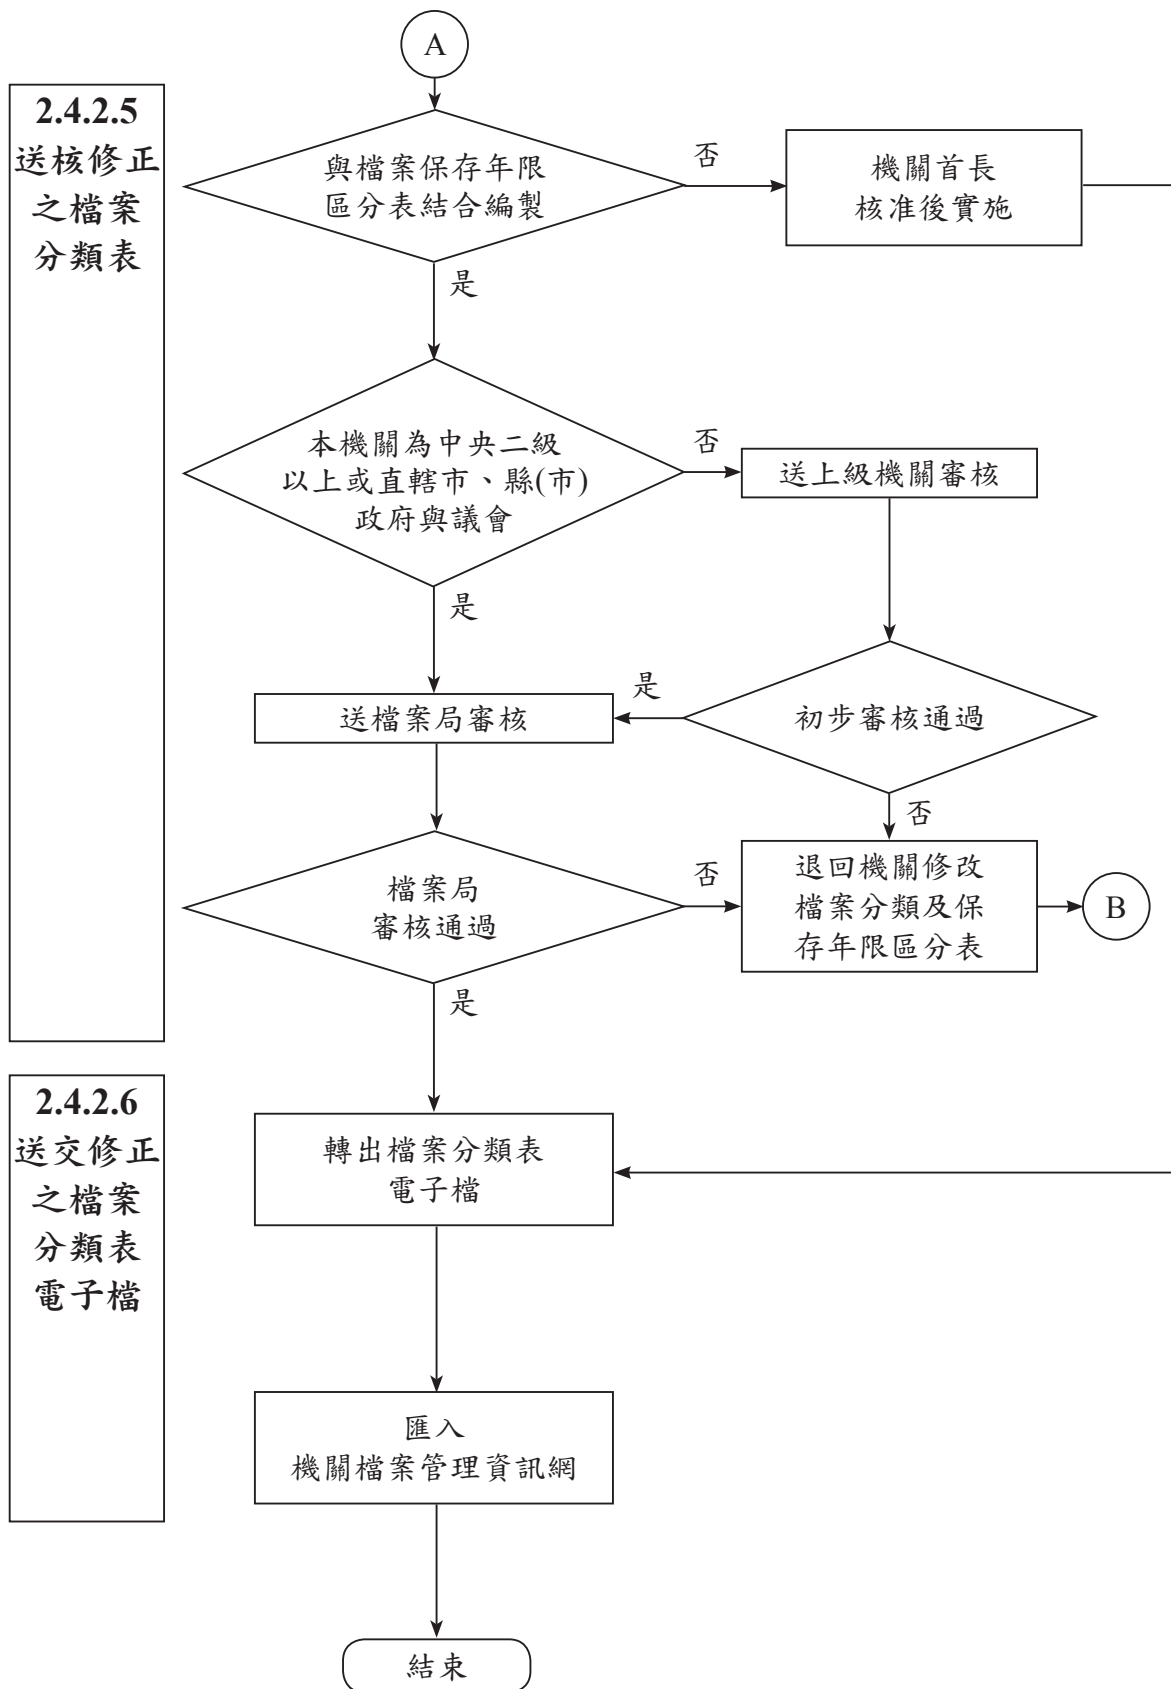 A
2.4.2.5
送核修正
之檔案
分類表
與檔案保存年限
區分表結合編製
否
機關首長
核准後實施
是
本機關為中央二級
以上或直轄市、縣(市)
政府與議會
否
送上級機關審核
是
送檔案局審核
是
初步審核通過
否
檔案局
審核通過
否
退回機關修改
檔案分類及保
存年限區分表
B
是
2.4.2.6
送交修正
之檔案
分類表
電子檔
轉出檔案分類表
電子檔
匯入
機關檔案管理資訊網
結束